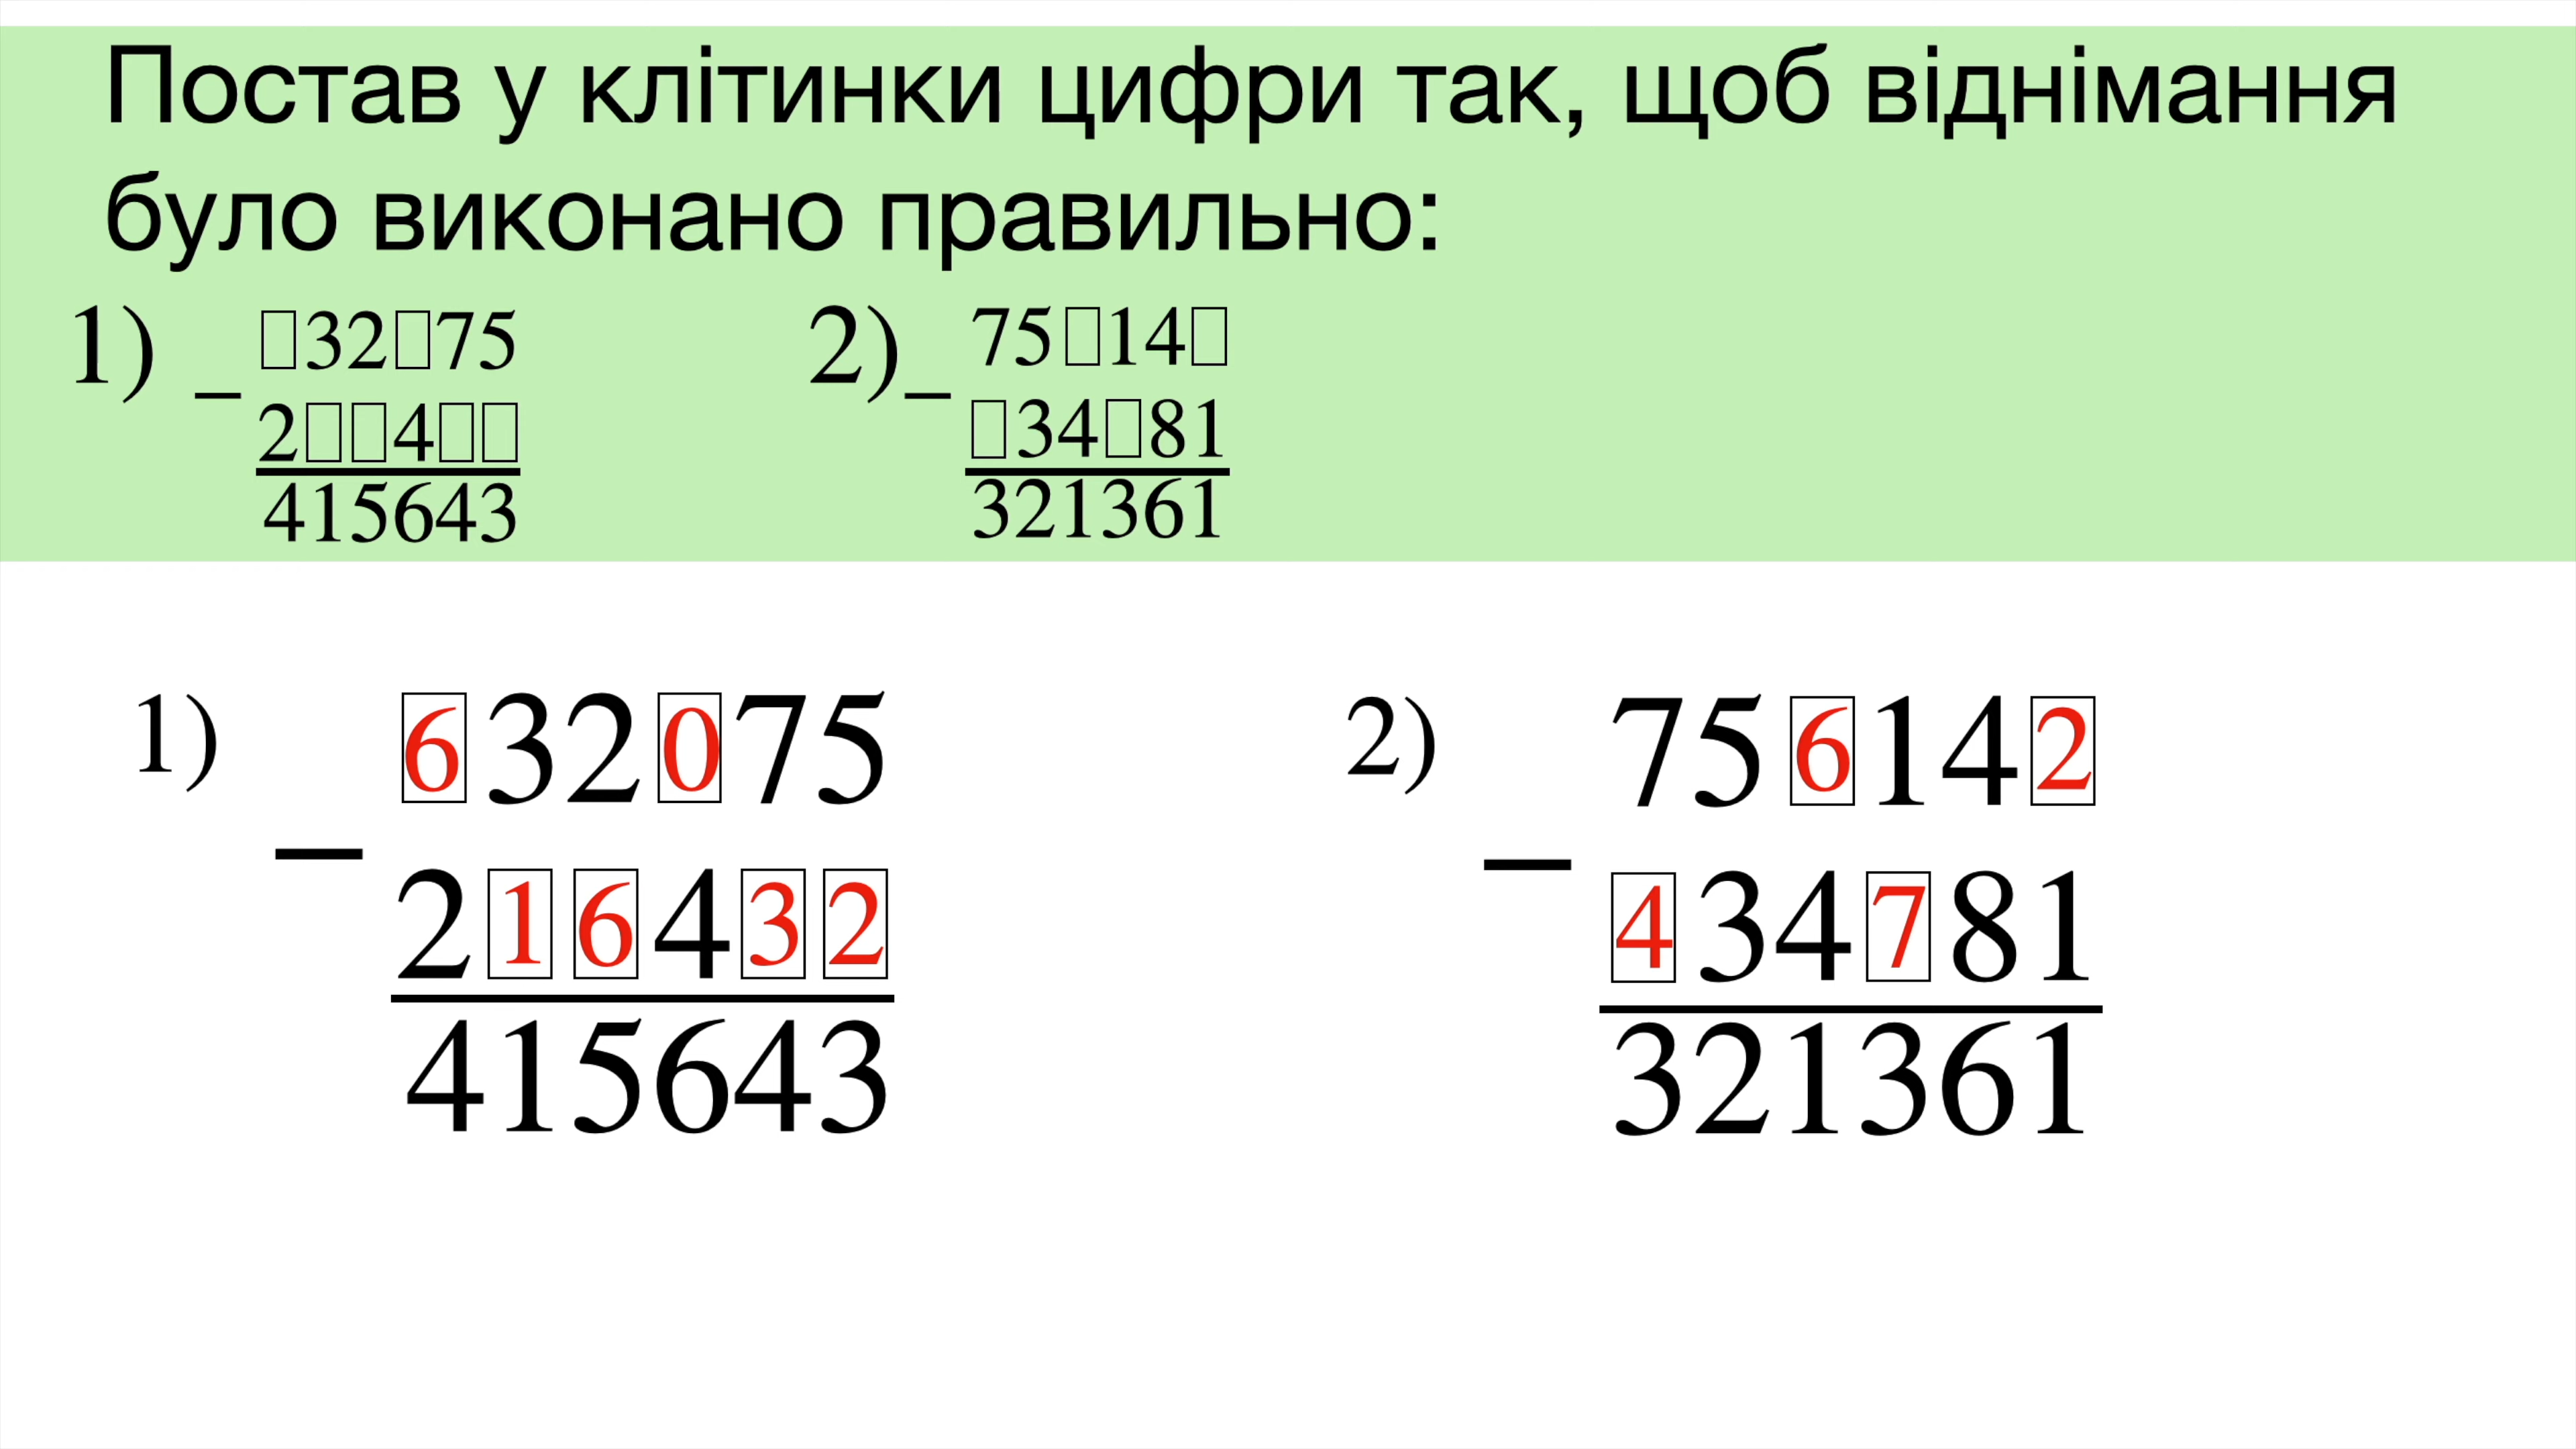 Постав у клітинки цифри так, щоб віднімання
було виконано правильно:
1) – □32□75
2□□4□□
415643
2) – 75□14□
□34□81
321361
1) 632075
– 216432
415643
2) 756142
– 434781
321361